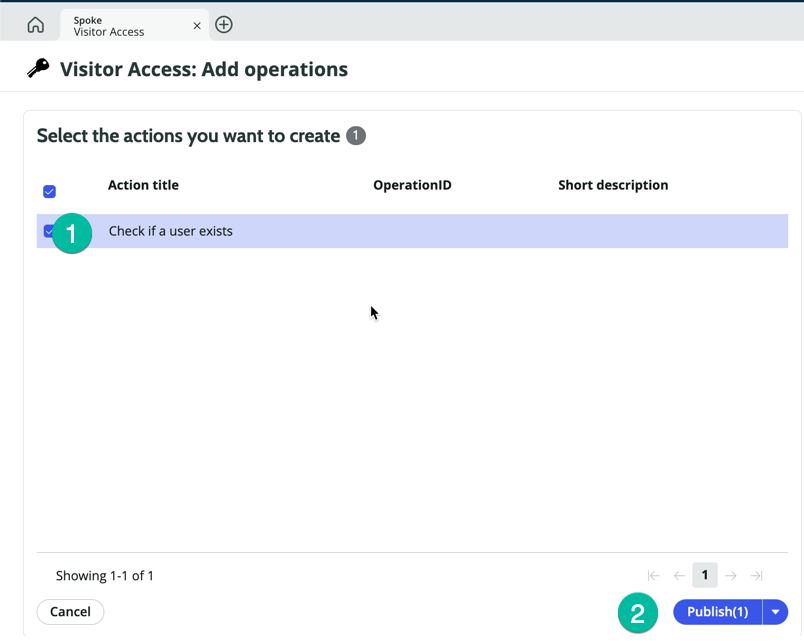 Spoke
Visitor Access
Visitor Access: Add operations
Select the actions you want to create 1
Action title OperationID Short description
1 Check if a user exists
Showing 1-1 of 1 1
Cancel 2 Publish(1)